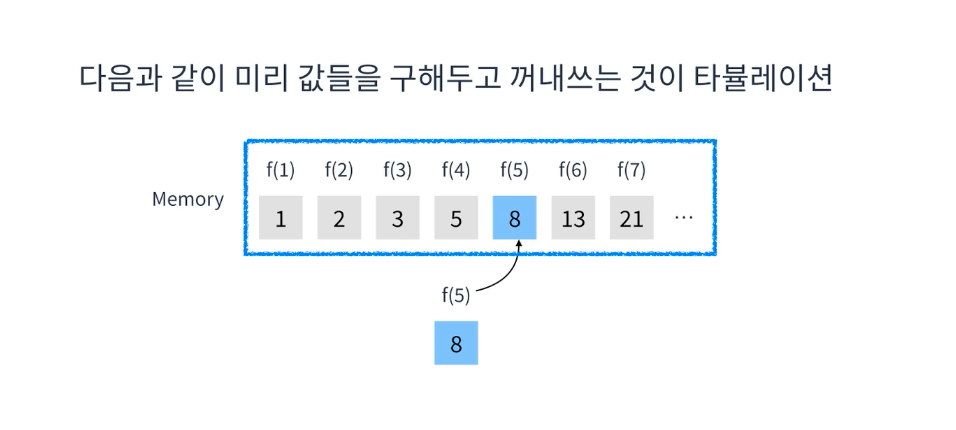 다음과 같이 미리 값들을 구해두고 꺼내쓰는 것이 타뷸레이션
f(1) f(2) f(3) f(4) f(5) f(6) f(7)
Memory
1 2 3 5 8 13 21 ...
f(5)
8